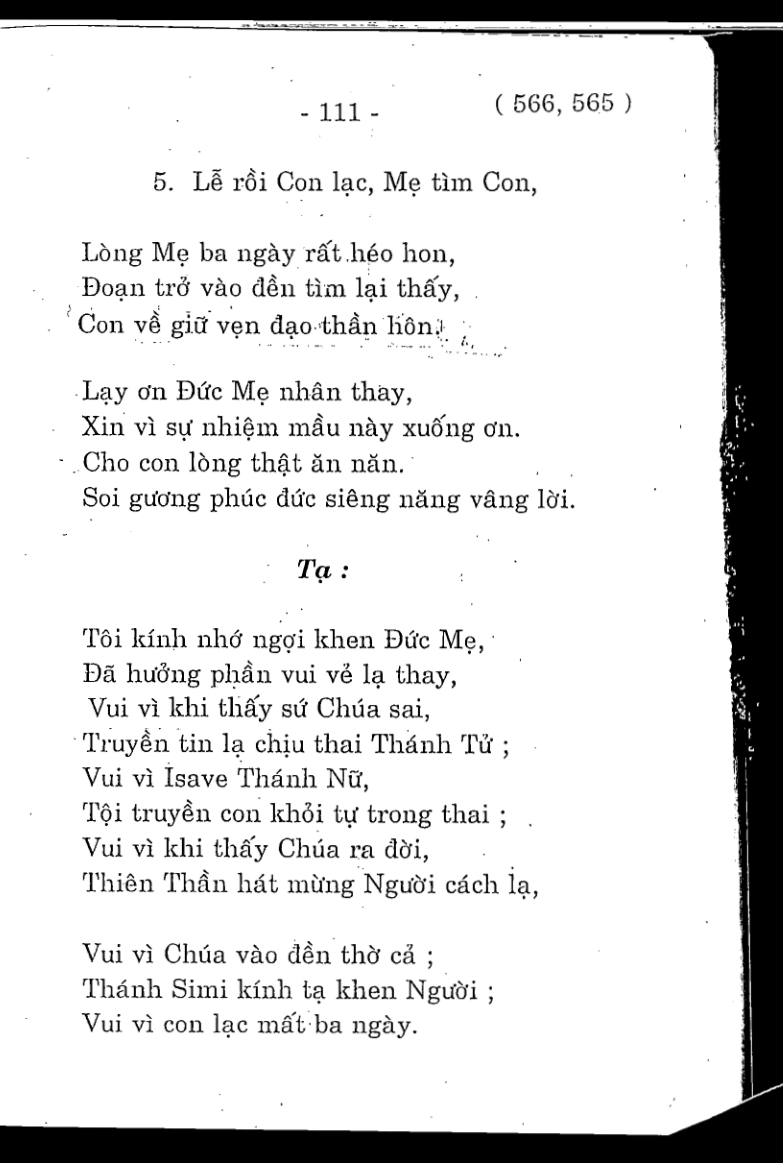 - 111 - ( 566, 565 )
5. Lễ rồi Con lạc, Mẹ tìm Con,
Lòng Mẹ ba ngày rất héo hon,
Đoạn trở vào đền tìm lại thấy,
Con về giữ vẹn đạo thần hôn.
Lạy ơn Đức Mẹ nhân thay,
Xin vì sự nhiệm mầu này xuống ơn.
Cho con lòng thật ăn năn.
Soi gương phúc đức siêng năng vâng lời.
Tạ :
Tôi kính nhớ ngợi khen Đức Mẹ,
Đã hưởng phần vui vẻ lạ thay,
Vui vì khi thấy sứ Chúa sai,
Truyền tin lạ chịu thai Thánh Tử ;
Vui vì Isave Thánh Nữ,
Tội truyền con khỏi tự trong thai ;
Vui vì khi thấy Chúa ra đời,
Thiên Thần hát mừng Người cách lạ,
Vui vì Chúa vào đền thờ cả ;
Thánh Simi kính tạ khen Người ;
Vui vì con lạc mất ba ngày.